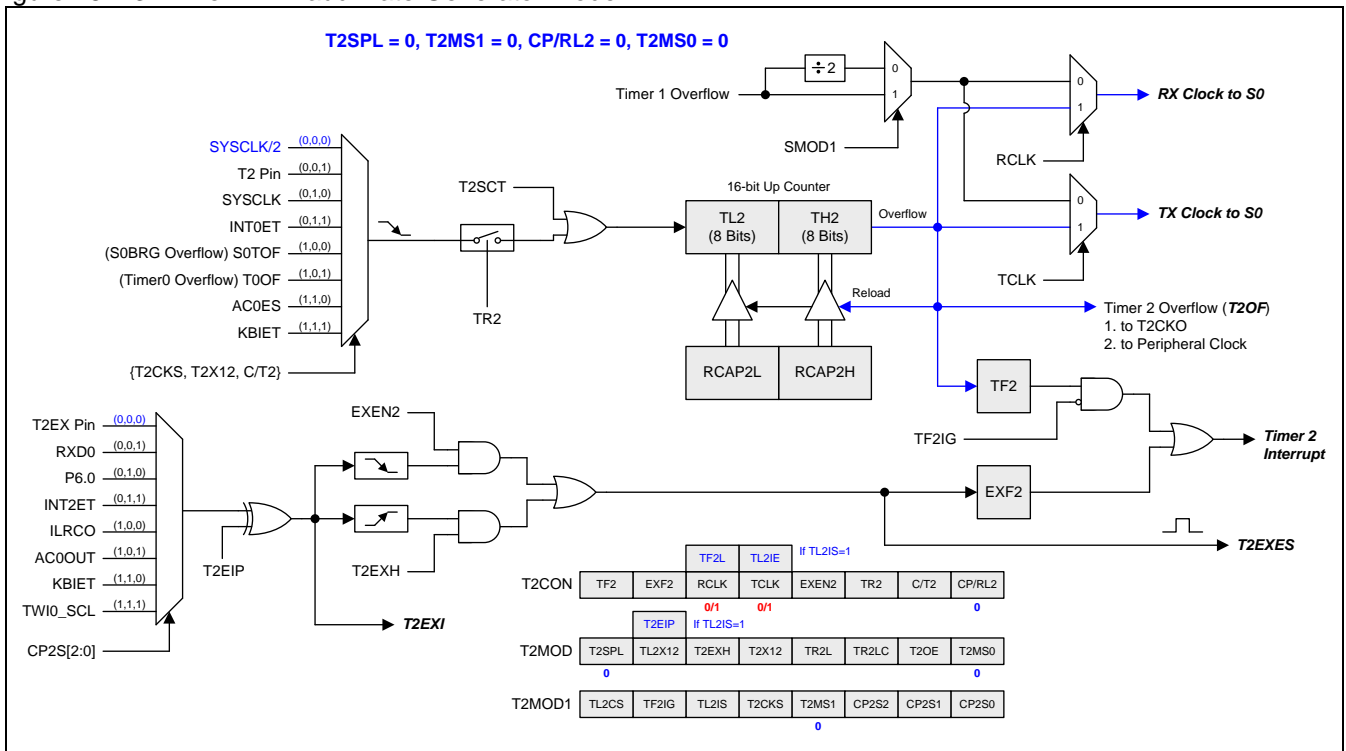 T2SPL = 0, T2MS1 = 0, CP/RL2 = 0, T2MS0 = 0
÷ 2
0
1
Timer 1 Overflow
SMOD1
0
1
RX Clock to S0
RCLK
0
1
TX Clock to S0
TCLK
SYSCLK/2 (0,0,0)
T2 Pin (0,0,1)
SYSCLK (0,1,0)
INT0ET (0,1,1)
(S0BRG Overflow) S0TOF (1,0,0)
(Timer0 Overflow) T0OF (1,0,1)
AC0ES (1,1,0)
KBIET (1,1,1)
{T2CKS, T2X12, C/T2}
TR2
T2SCT
16-bit Up Counter
TL2
(8 Bits)
TH2
(8 Bits)
Overflow
Reload
RCAP2L
RCAP2H
Timer 2 Overflow (T2OF)
1. to T2CKO
2. to Peripheral Clock
TF2
TF2IG
Timer 2
Interrupt
T2EX Pin (0,0,0)
RXD0 (0,0,1)
P6.0 (0,1,0)
INT2ET (0,1,1)
ILRCO (1,0,0)
AC0OUT (1,0,1)
KBIET (1,1,0)
TWI0_SCL (1,1,1)
CP2S[2:0]
T2EIP
EXEN2
T2EXH
EXF2
T2EXES
T2EXI
TF2L TL2IE If TL2IS=1
T2CON TF2 EXF2 RCLK TCLK EXEN2 TR2 C/T2 CP/RL2
0/1 0/1 0
T2EIP If TL2IS=1
T2MOD T2SPL TL2X12 T2EXH T2X12 TR2L TR2LC T2OE T2MS0
0 0
T2MOD1 TL2CS TF2IG TL2IS T2CKS T2MS1 CP2S2 CP2S1 CP2S0
0